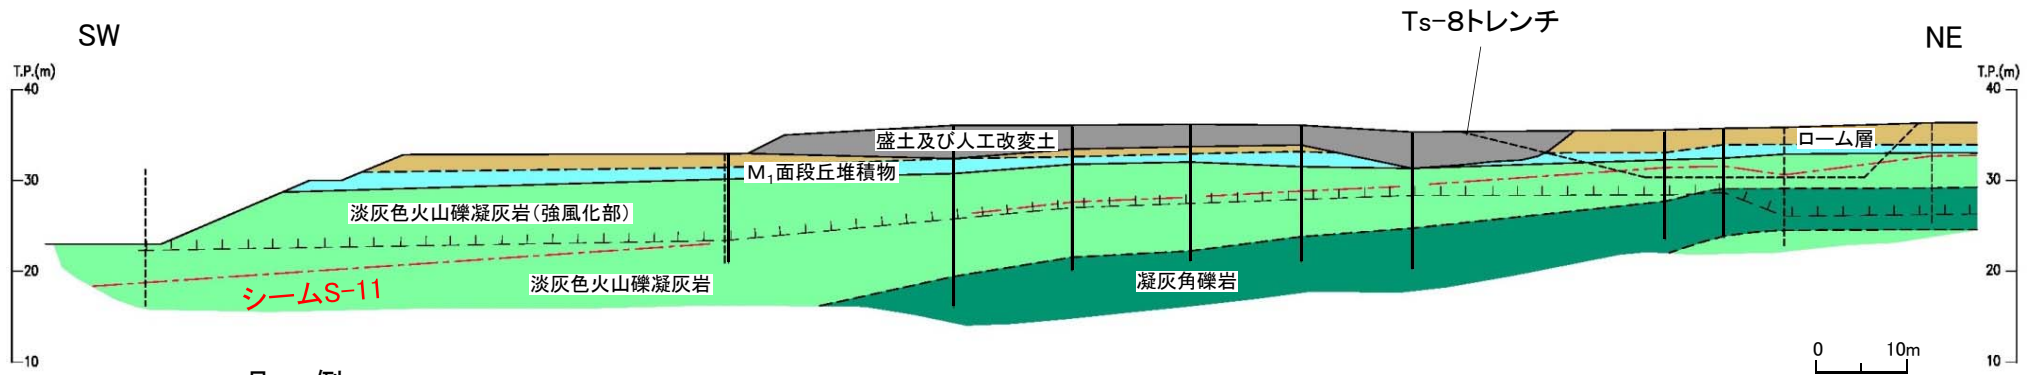 Ts-8トレンチ
SW
NE
T.P.(m)
T.P.(m)
40
40
盛土及び人工改変土
ローム層
M₁面段丘堆積物
30
30
淡灰色火山礫凝灰岩(強風化部)
20
20
シームS-11
淡灰色火山礫凝灰岩
凝灰角礫岩
0 10m
10
10